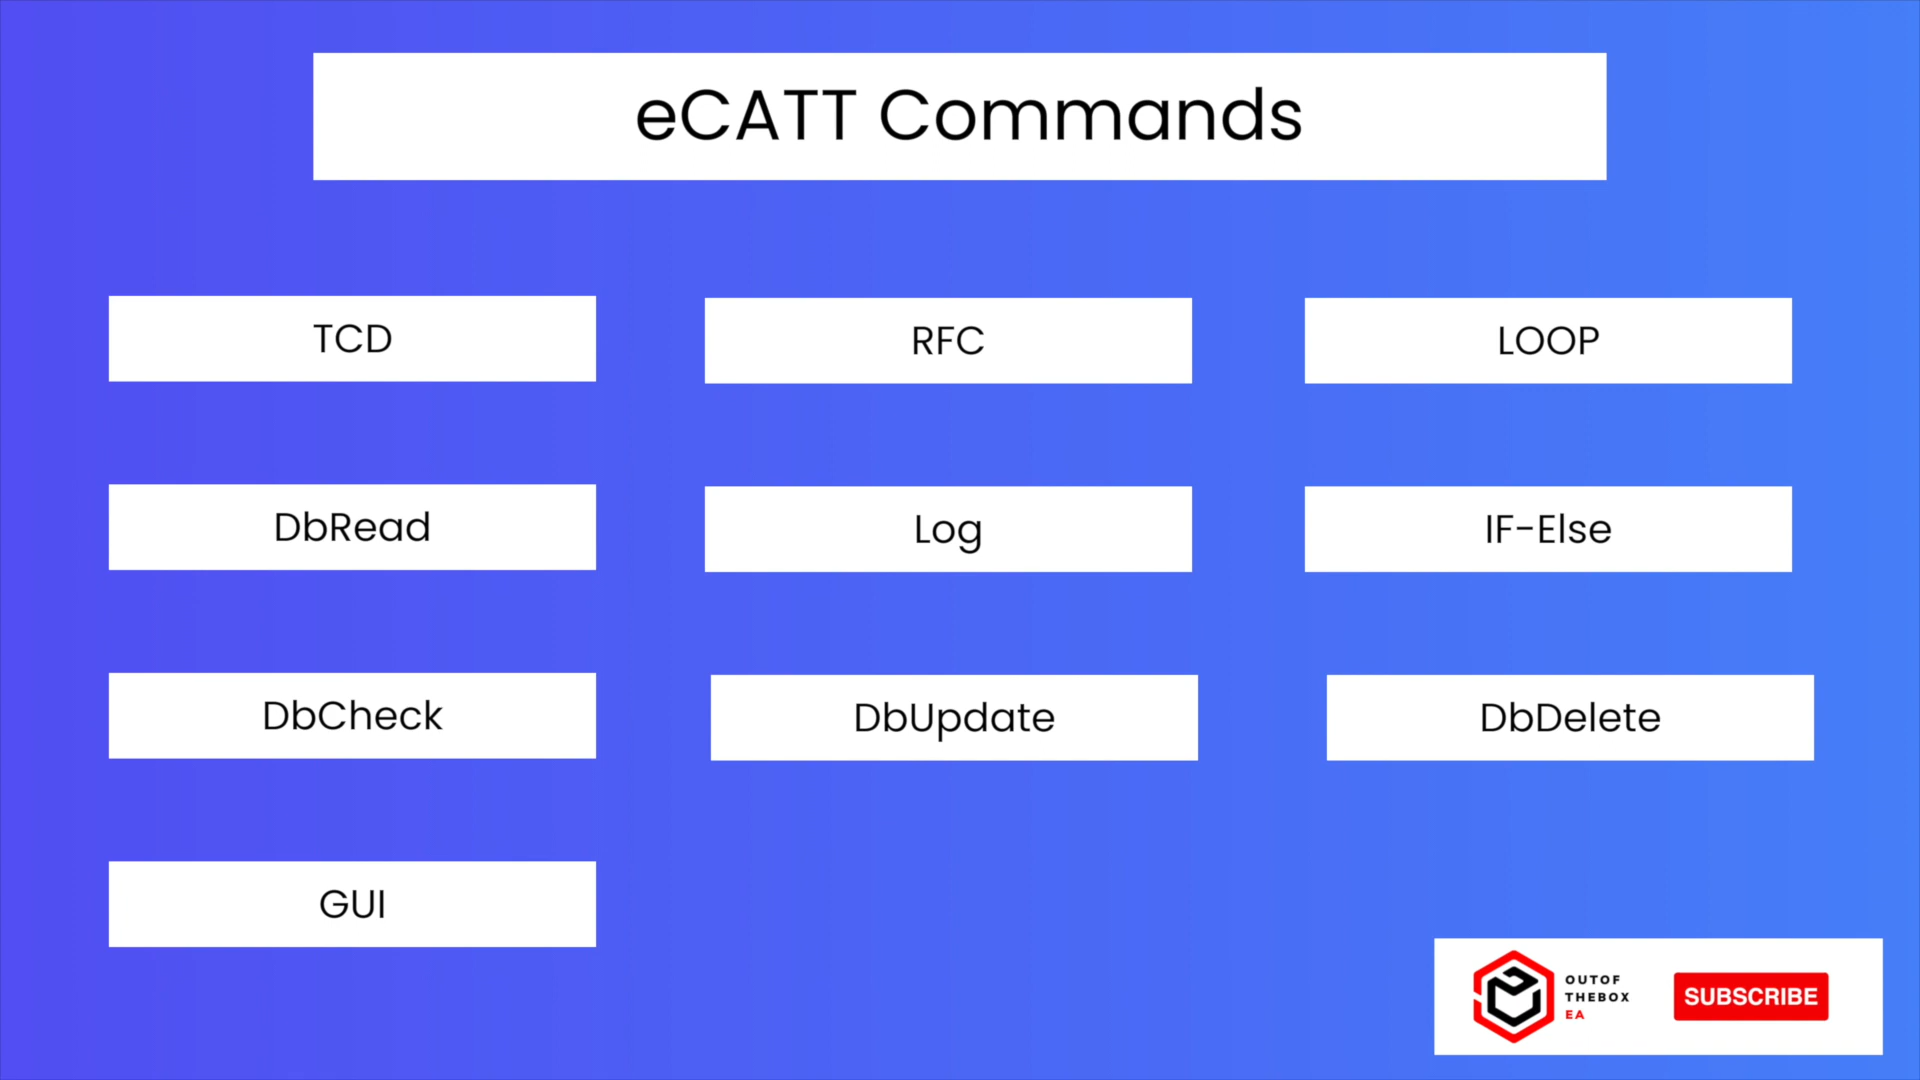 eCATT Commands
TCD
RFC
LOOP
DbRead
Log
IF-Else
DbCheck
DbUpdate
DbDelete
GUI
OUTOF
THEBOX
EA
SUBSCRIBE